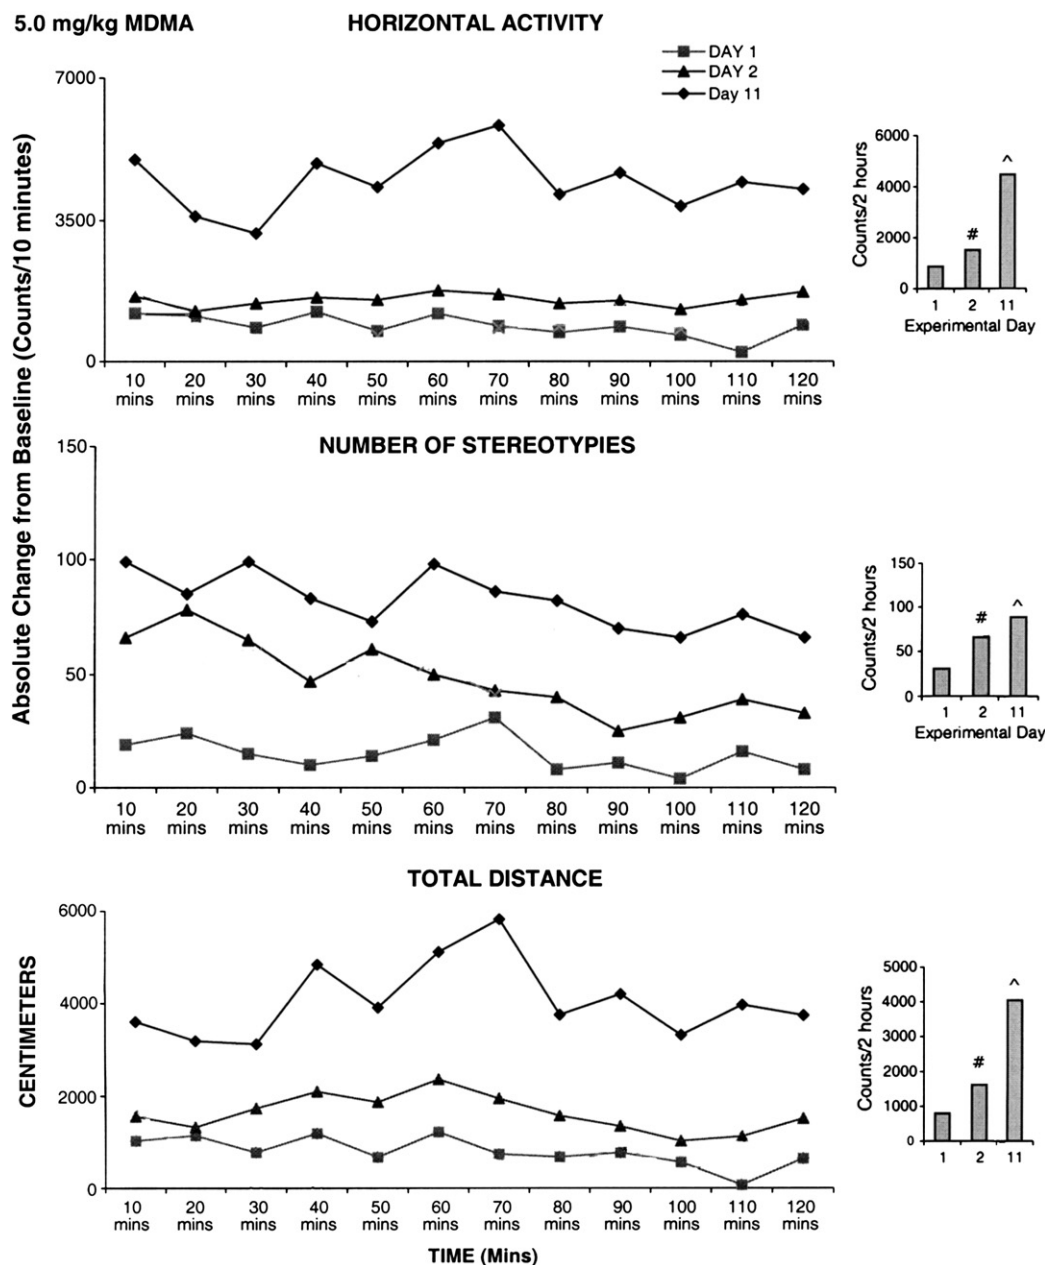 5.0 mg/kg MDMA
HORIZONTAL ACTIVITY
DAY 1
DAY 2
Day 11
Absolute Change from Baseline (Counts/10 minutes)
7000
3500
0
10 20 30 40 50 60 70 80 90 100 110 120
mins mins mins mins mins mins mins mins mins mins mins mins
Counts/2 hours
6000
4000
2000
0
#
^
1 2 11
Experimental Day
NUMBER OF STEREOTYPIES
150
100
50
0
10 20 30 40 50 60 70 80 90 100 110 120
mins mins mins mins mins mins mins mins mins mins mins mins
Counts/2 hours
150
100
50
0
#
^
1 2 11
Experimental Day
TOTAL DISTANCE
CENTIMETERS
6000
4000
2000
0
10 20 30 40 50 60 70 80 90 100 110 120
mins mins mins mins mins mins mins mins mins mins mins mins
TIME (Mins)
Counts/2 hours
5000
4000
3000
2000
1000
0
#
^
1 2 11